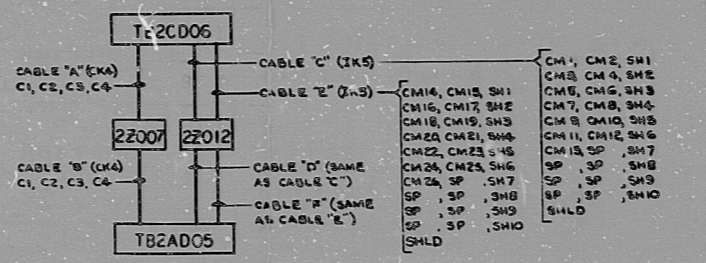 TB2CD06
CABLE "A" (CK4)
C1, C2, C3, C4
CABLE "C" (IK5)
CABLE "E" (IK5)
CM1, CM2, SH1
CM3, CM4, SH2
CM5, CM6, SH3
CM7, CM8, SH4
CM9, CM10, SH5
CM11, CM12, SH6
CM13, SP, SH7
SP, SP, SH8
SP, SP, SH9
SP, SP, SH10
SHLD
CM14, CM15, SH1
CM16, CM17, SH2
CM18, CM19, SH3
CM20, CM21, SH4
CM22, CM23, SH5
CM24, CM25, SH6
CM26, SP, SH7
SP, SP, SH8
SP, SP, SH9
SP, SP, SH10
SHLD
2Z007
2Z012
CABLE "B" (CK4)
C1, C2, C3, C4
CABLE "D" (SAME
AS CABLE "C")
CABLE "F" (SAME
AS CABLE "E")
TB2AD05